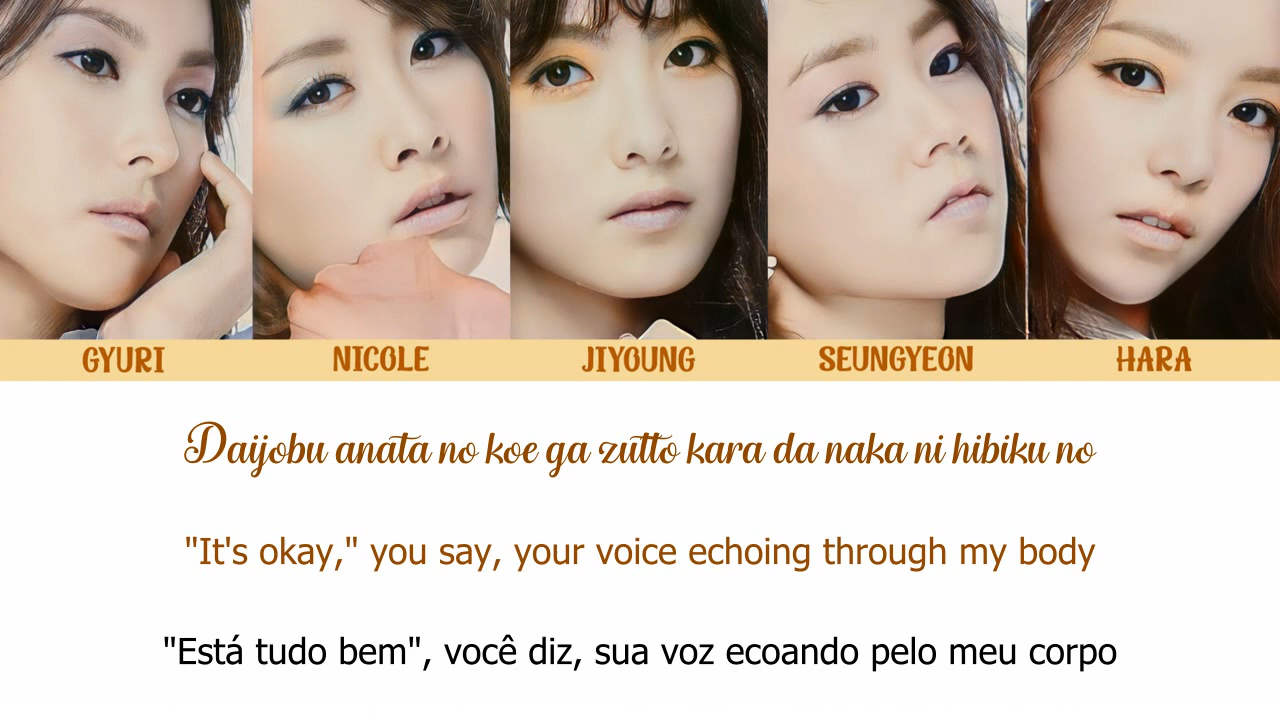 GYURI NICOLE JIYOUNG SEUNGYEON HARA
Daijobu anata no koe ga zutto kara da naka ni hibiku no
"It's okay," you say, your voice echoing through my body
"Está tudo bem", você diz, sua voz ecoando pelo meu corpo